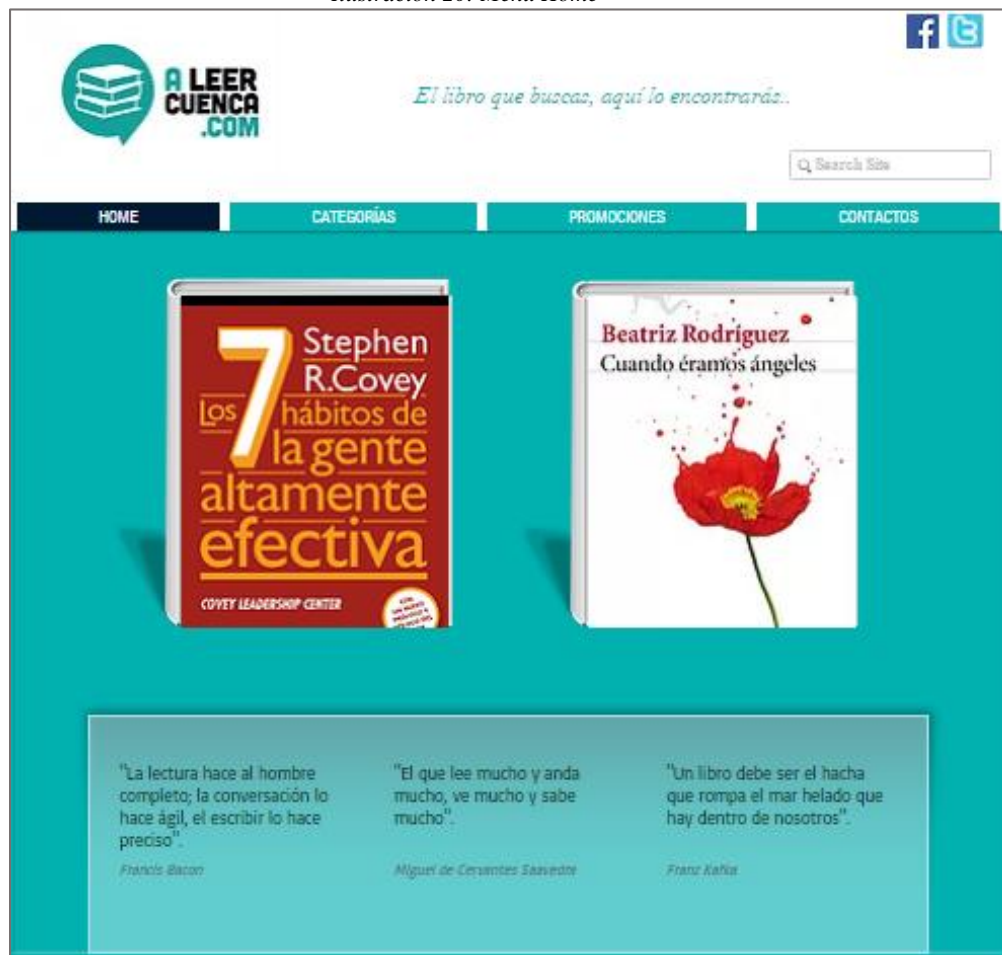 A LEER
CUENCA
.COM
El libro que buscas, aquí lo encontrarás..
Search Site
HOME
CATEGORÍAS
PROMOCIONES
CONTACTOS
Stephen
R.Covey
Los 7 hábitos de
la gente
altamente
efectiva
COVEY LEADERSHIP CENTER
Beatriz Rodríguez
Cuando éramos ángeles
"La lectura hace al hombre
completo; la conversación lo
hace ágil, el escribir lo hace
preciso".
Francis Bacon
"El que lee mucho y anda
mucho, ve mucho y sabe
mucho".
Miguel de Cervantes Saavedra
"Un libro debe ser el hacha
que rompa el mar helado que
hay dentro de nosotros".
Franz Kafka